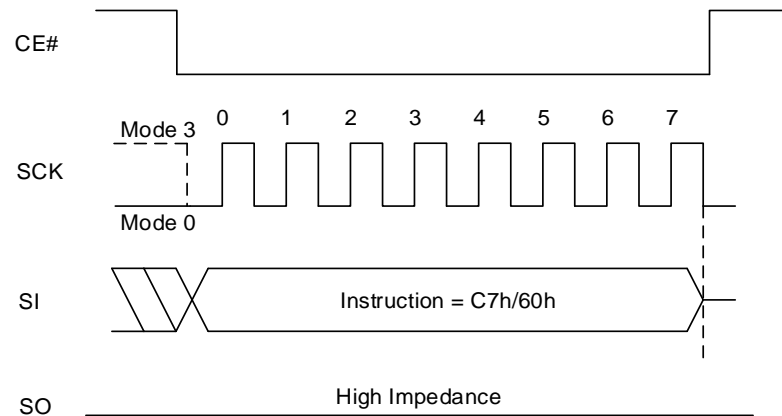 CE#
Mode 3
0 1 2 3 4 5 6 7
SCK
Mode 0
SI
Instruction = C7h/60h
SO
High Impedance